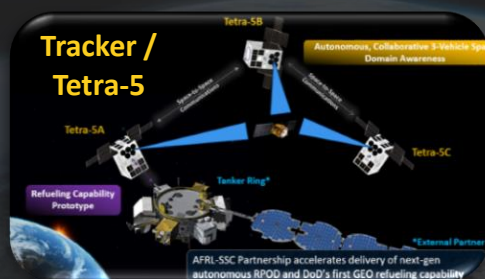 Tetra-5B
Tracker /
Tetra-5
Autonomous, Collaborative 3-Vehicle
Domain Awareness
Space-to-Space
Communications
Space-to-Space
Communications
Tetra-5A
Tetra-5C
Refueling Capability
Prototype
Tanker Ring*
*External Partner
AFRL-SSC Partnership accelerates delivery of next-gen
autonomous RPOD and DoD's first GEO refueling capability